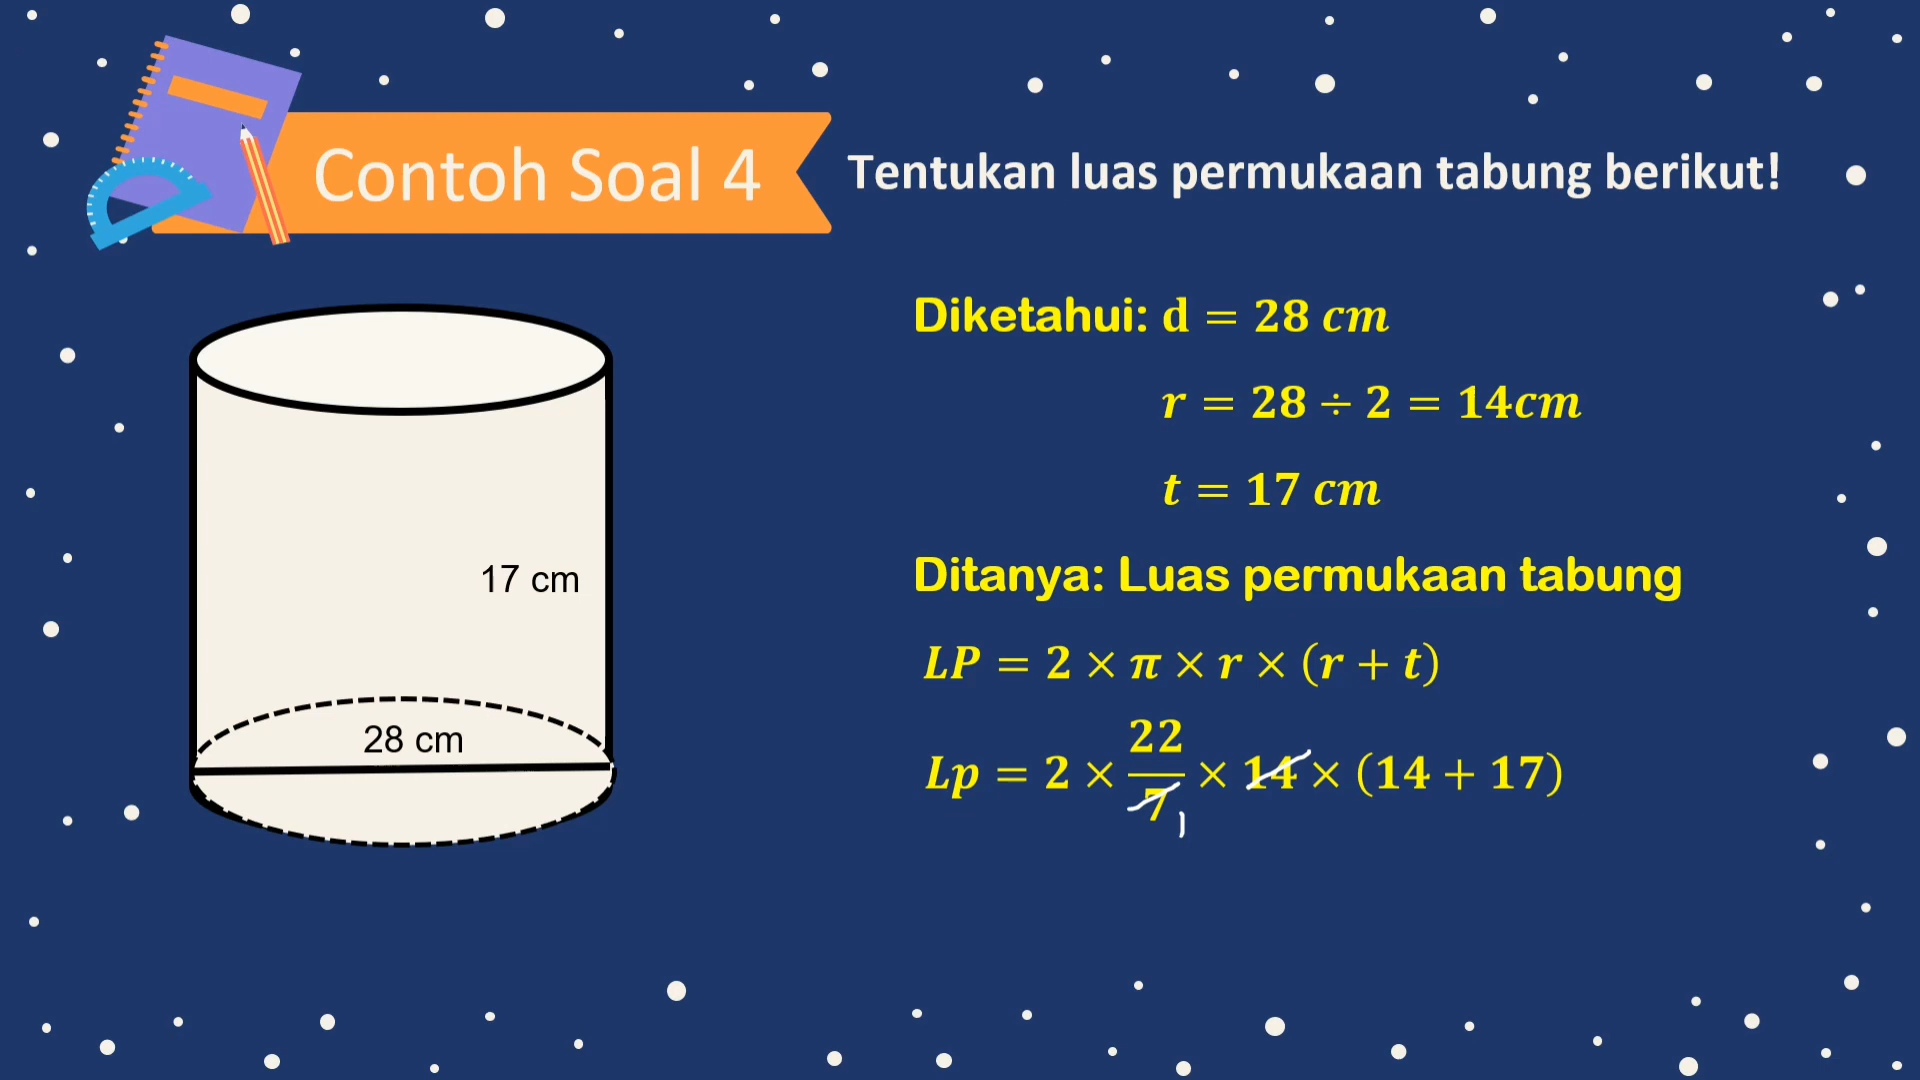 Contoh Soal 4
Tentukan luas permukaan tabung berikut!
Diketahui: d = 28 cm
r = 28 ÷ 2 = 14cm
t = 17 cm
17 cm
28 cm
Ditanya: Luas permukaan tabung
LP = 2 × π × r × (r + t)
Lp = 2 × 22/7 × 14 × (14 + 17)
1